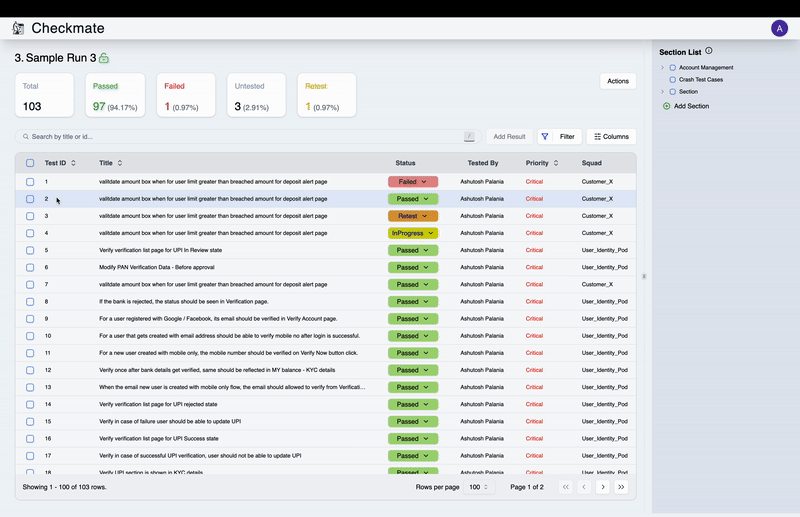 Checkmate
A
3. Sample Run 3
Total
103
Passed
97 (94.17%)
Failed
1 (0.97%)
Untested
3 (2.91%)
Retest
1 (0.97%)
Actions
Search by title or id...
/
Add Result
Filter
Columns
Test ID Title Status Tested By Priority Squad
1 valitdate amount box when for user limit greater than breached amount for deposit alert page Failed Ashutosh Palania Critical Customer_X
2 valitdate amount box when for user limit greater than breached amount for deposit alert page Passed Ashutosh Palania Critical Customer_X
3 valitdate amount box when for user limit greater than breached amount for deposit alert page Retest Ashutosh Palania Critical Customer_X
4 valitdate amount box when for user limit greater than breached amount for deposit alert page InProgress Ashutosh Palania Critical Customer_X
5 Verify verification list page for UPI In Review state Passed Ashutosh Palania Critical User_Identity_Pod
6 Modify PAN Verification Data - Before approval Passed Ashutosh Palania Critical User_Identity_Pod
7 valitdate amount box when for user limit greater than breached amount for deposit alert page Passed Ashutosh Palania Critical Customer_X
8 If the bank is rejected, the status should be seen in Verification page. Passed Ashutosh Palania Critical User_Identity_Pod
9 For a user registered with Google / Facebook, its email should be verified in Verify Account page. Passed Ashutosh Palania Critical User_Identity_Pod
10 For a user that gets created with email address should be able to verify mobile no after login is successful. Passed Ashutosh Palania Critical User_Identity_Pod
11 For a new user created with mobile only, the mobile number should be verified on Verify Now button click. Passed Ashutosh Palania Critical User_Identity_Pod
12 Verify once after bank details get verified, same should be reflected in MY balance - KYC details Passed Ashutosh Palania Critical User_Identity_Pod
13 When the email new user is created with mobile only flow, the email should allowed to verify from Verificati... Passed Ashutosh Palania Critical User_Identity_Pod
14 Verify verification list page for UPI rejected state Passed Ashutosh Palania Critical User_Identity_Pod
15 Verify in case of failure user should be able to update UPI Passed Ashutosh Palania Critical User_Identity_Pod
16 Verify verification list page for UPI Success state Passed Ashutosh Palania Critical User_Identity_Pod
17 Verify in case of successful UPI verification, user should not be able to update UPI Passed Ashutosh Palania Critical User_Identity_Pod
18 Verify UPI section is shown in KYC details Passed Ashutosh Palania Critical User_Identity_Pod
Showing 1 - 100 of 103 rows.
Rows per page 100
Page 1 of 2
Section List
Account Management
Crash Test Cases
Section
Add Section